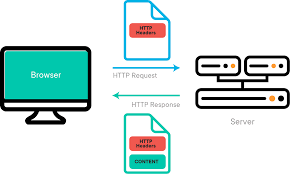 HTTP
Headers
Browser
HTTP Request
HTTP Response
Server
HTTP
Headers
CONTENT